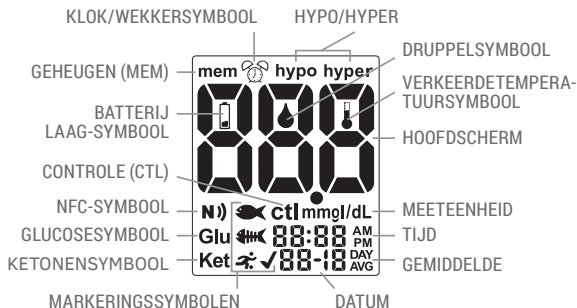 KLOK/WEKKERSYMBOOL HYPO/HYPER
DRUPPELSYMBOOL
GEHEUGEN (MEM) mem hypo hyper
VERKEERDETEMPERA-
TUURSYMBOOL
BATTERIJ
LAAG-SYMBOOL
888
HOOFDSCHERM
CONTROLE (CTL)
NFC-SYMBOOL N ctl mmgl/dL MEETEENHEID
GLUCOSESYMBOOL Glu 88:88 AM PM TIJD
KETONENSYMBOOL Ket 88-18 DAY AVG GEMIDDELDE
MARKERINGSSYMBOLEN DATUM